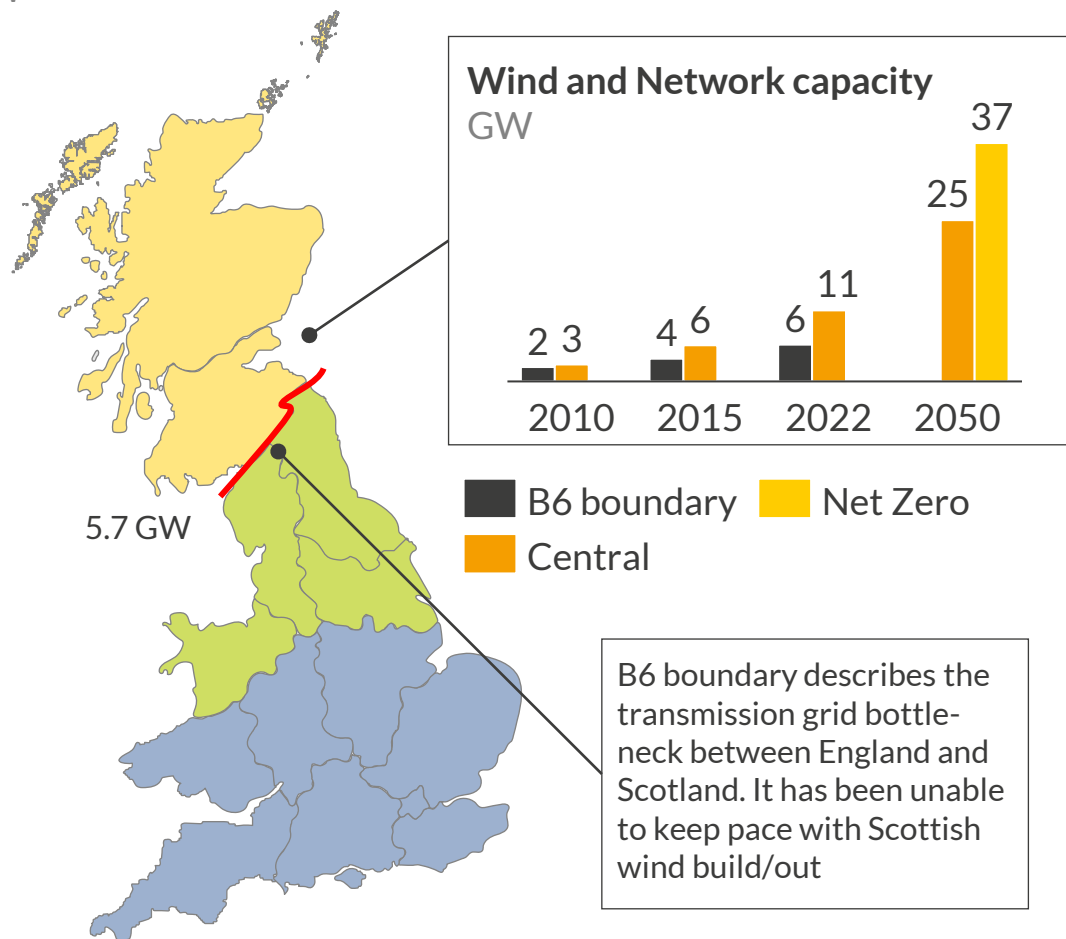 Wind and Network capacity
GW
37
25
11
6
6
4
3
2
2010 2015 2022 2050
B6 boundary Net Zero
Central
5.7 GW
B6 boundary describes the
transmission grid bottle-
neck between England and
Scotland. It has been unable
to keep pace with Scottish
wind build/out